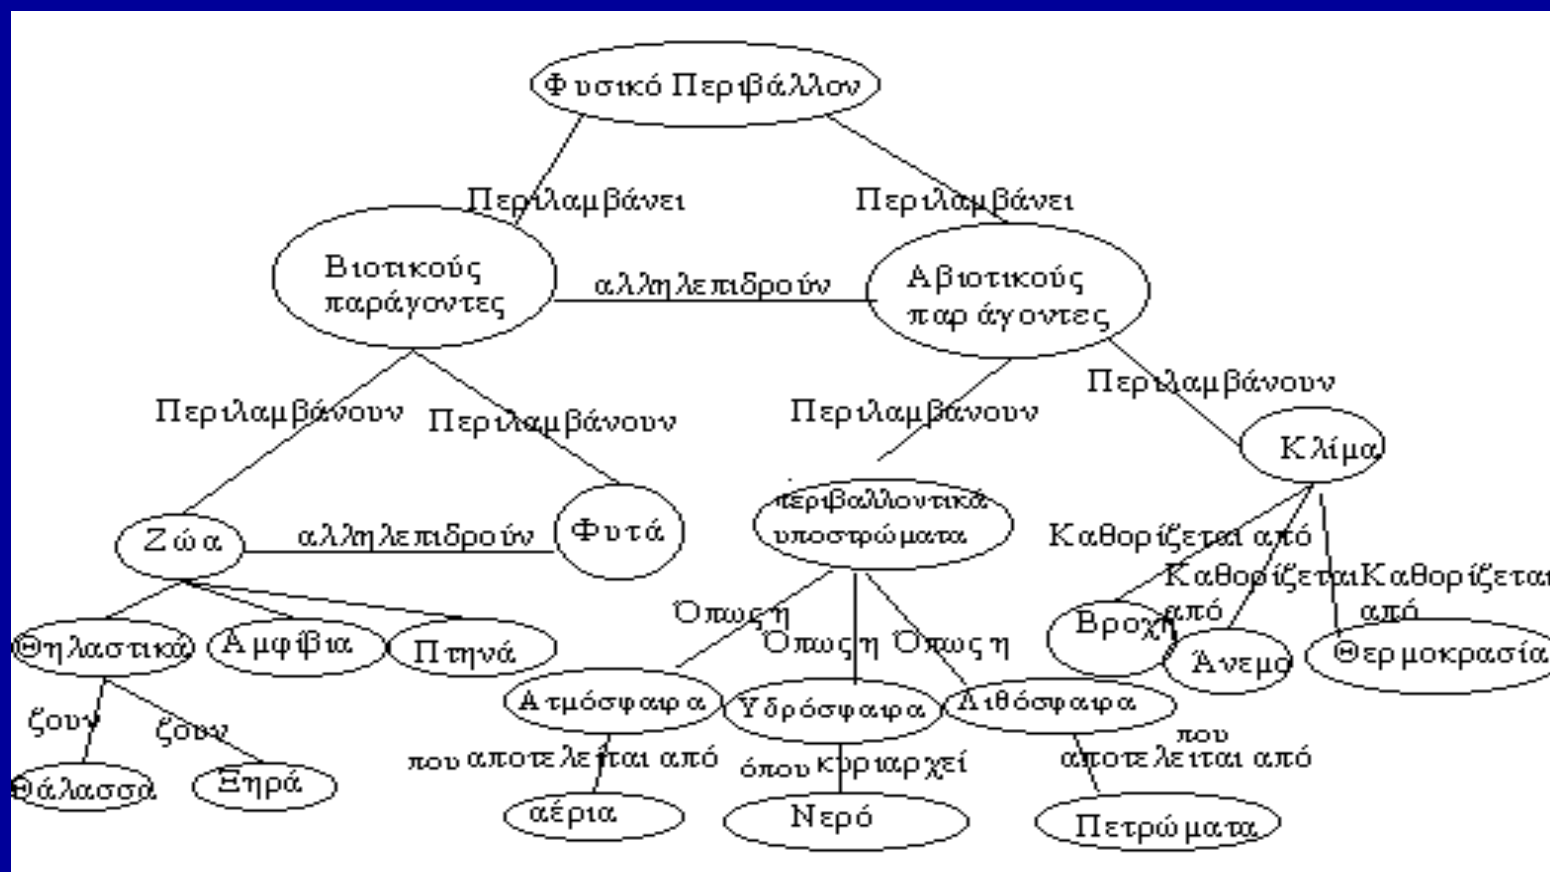 Φυσικό Περιβάλλον
Περιλαμβάνει
Περιλαμβάνει
Βιοτικούς
παράγοντες
αλληλεπιδρούν
Αβιοτικούς
παράγοντες
Περιλαμβάνουν
Περιλαμβάνουν
Περιλαμβάνουν
Περιλαμβάνουν
Κλίμα
Ζώα
αλληλεπιδρούν
Φυτά
περιβαλλοντικά
υποστρώματα
Καθορίζεται από
Καθορίζεται
από
Καθορίζεται
από
Θηλαστικά
Αμφίβια
Πτηνά
Όπως η
Όπως η
Όπως η
Βροχή
Άνεμο
Θερμοκρασία
ζουν
ζουν
Ατμόσφαιρα
Υδρόσφαιρα
Λιθόσφαιρα
που αποτελείται από
όπου κυριαρχεί
που
αποτελείται από
Θάλασσα
Ξηρά
αέρια
Νερό
Πετρώματα